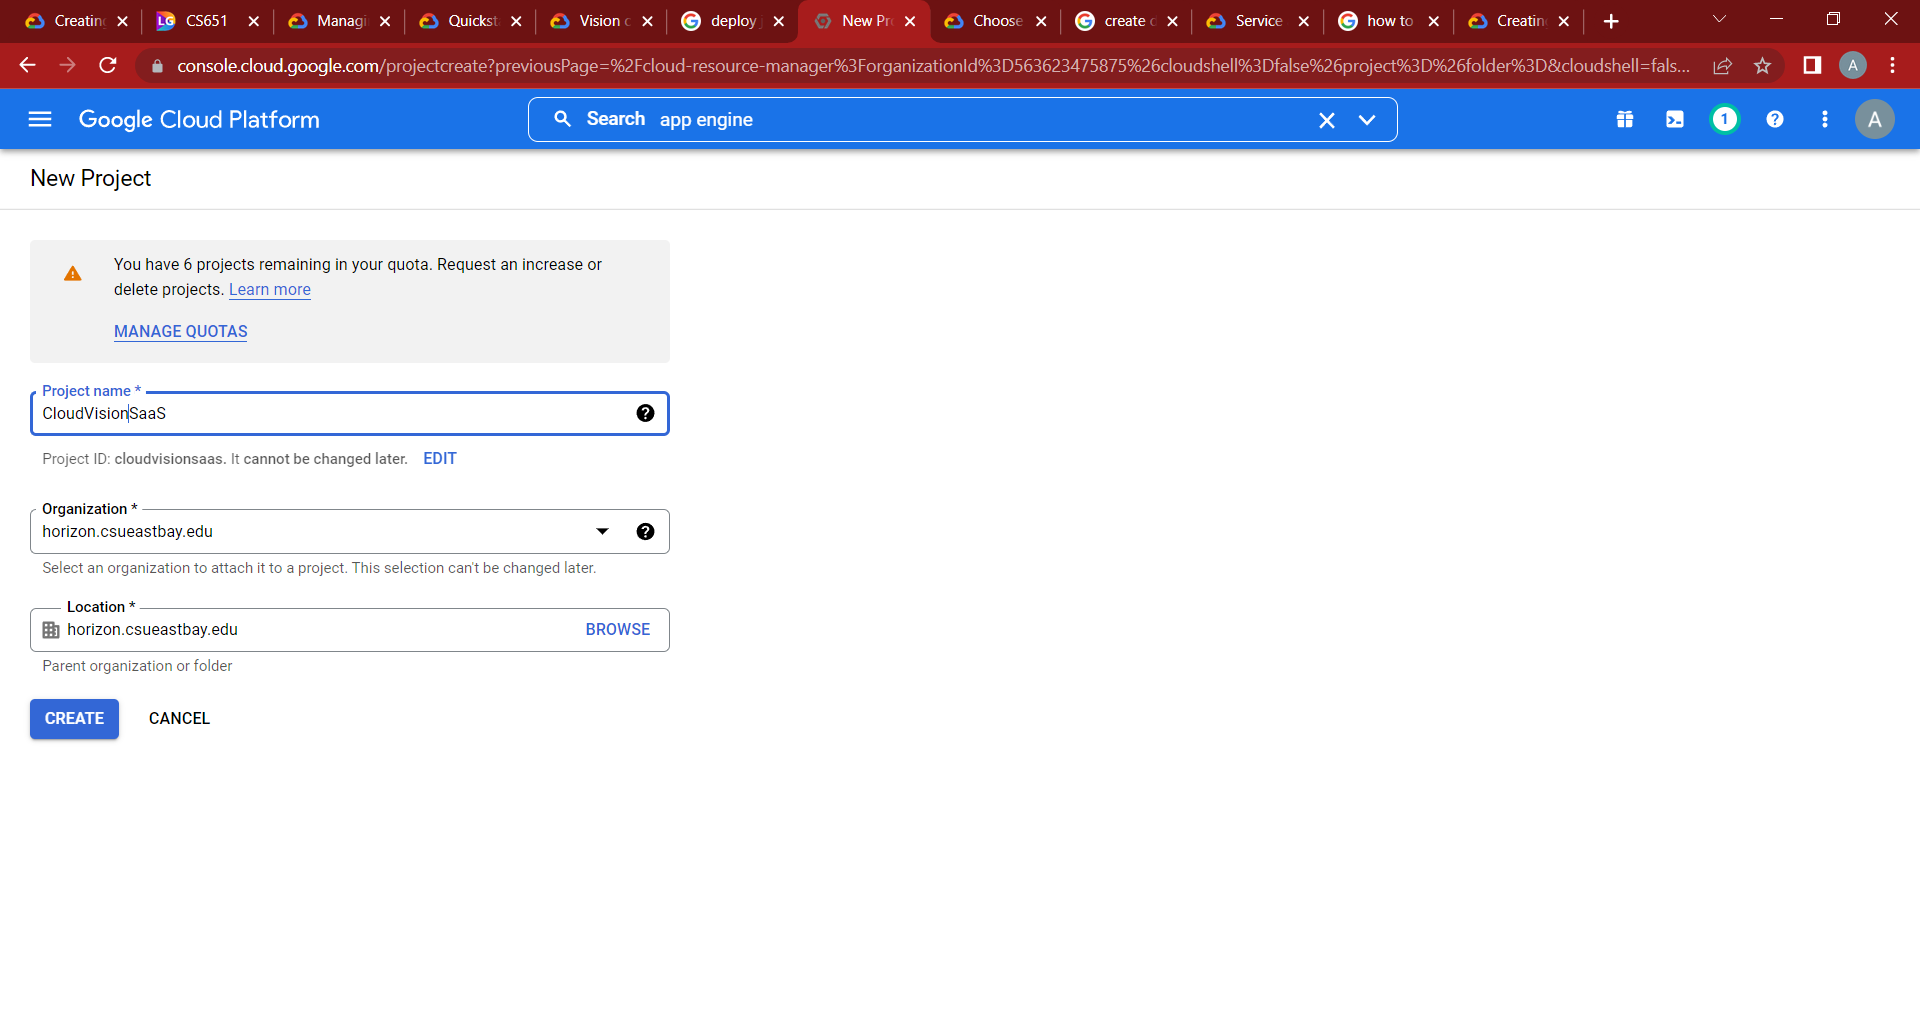 Creatin
CS651
Managi
Quickst
Vision c
deploy j
New Pr
Choose
create c
Service
how to
Creatin
console.cloud.google.com/projectcreate?previousPage=%2Fcloud-resource-manager%3ForganizationId%3D563623475875%26cloudshell%3Dfalse%26project%3D%26folder%3D&cloudshell=fals...
A
Google Cloud Platform
Search app engine
1
A
New Project
You have 6 projects remaining in your quota. Request an increase or
delete projects. Learn more
MANAGE QUOTAS
Project name *
CloudVisionSaaS
Project ID: cloudvisionsaas. It cannot be changed later. EDIT
Organization *
horizon.csueastbay.edu
Select an organization to attach it to a project. This selection can't be changed later.
Location *
horizon.csueastbay.edu BROWSE
Parent organization or folder
CREATE CANCEL